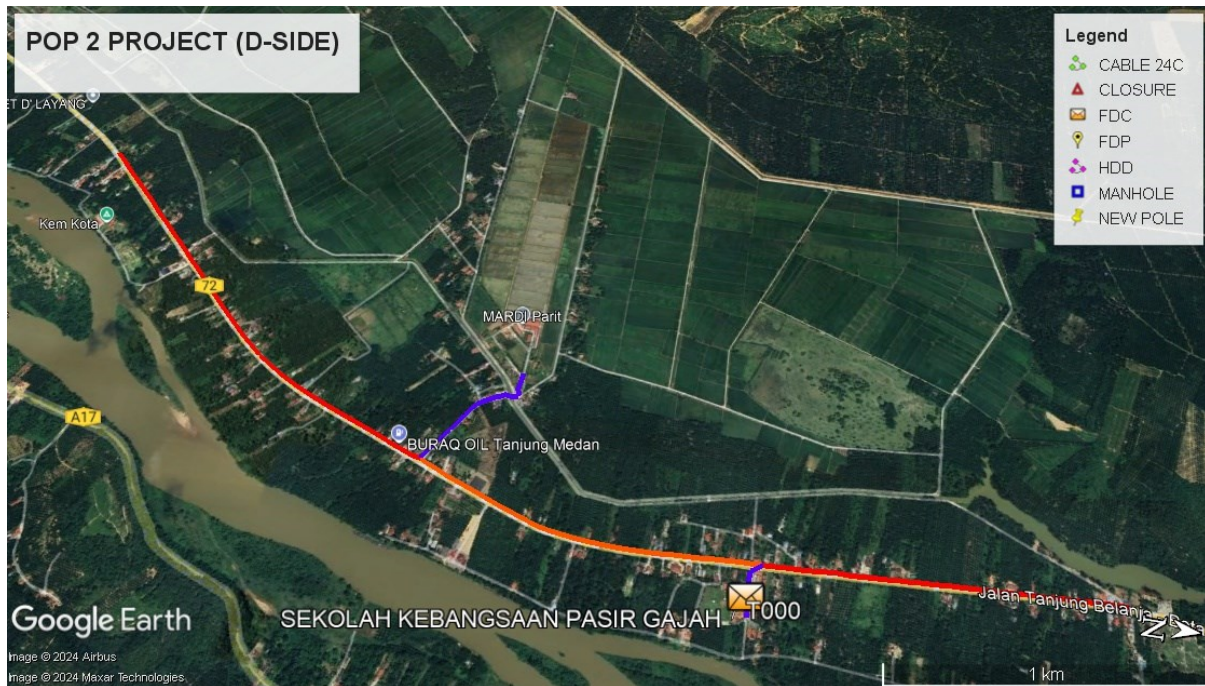 POP 2 PROJECT (D-SIDE)
Legend
CABLE 24C
CLOSURE
FDC
FDP
HDD
MANHOLE
NEW POLE
ET D' LAYANG
Kem Kota
72
MARDI Parit
A17
BURAQ OIL Tanjung Medan
Jalan Tanjung Belanja
SEKOLAH KEBANGSAAN PASIR GAJAH
T000
Google Earth
Image © 2024 Airbus
Image © 2024 Maxar Technologies
1 km
N